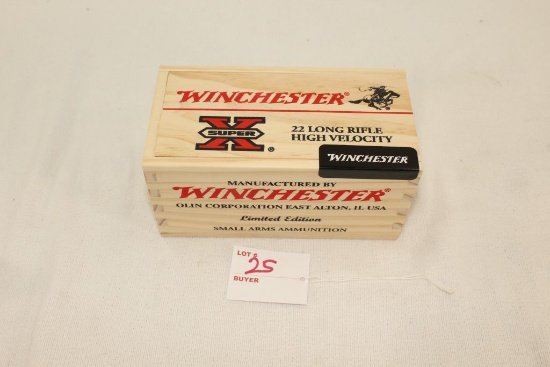 WINCHESTER®
X
SUPER ®
22 LONG RIFLE
HIGH VELOCITY
WINCHESTER
MANUFACTURED BY
WINCHESTER®
OLIN CORPORATION EAST ALTON, IL USA
Limited Edition
SMALL ARMS AMMUNITION
LOT # 25
BUYER